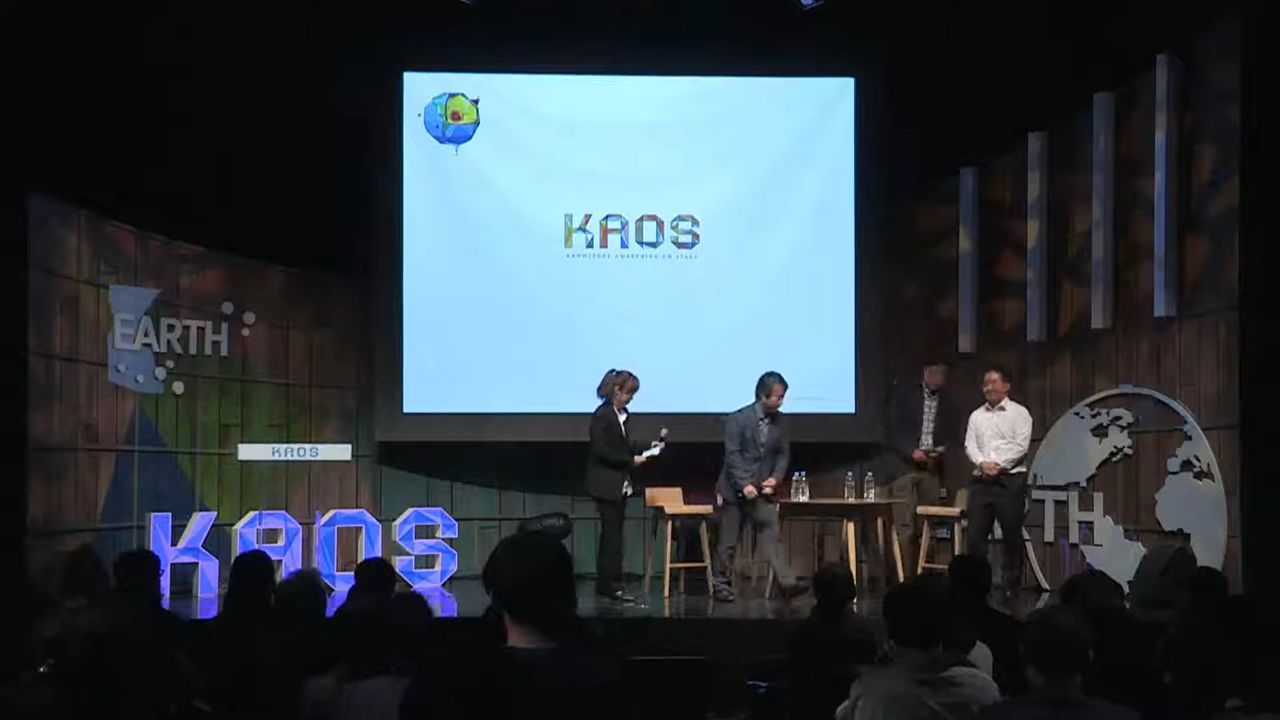 KAOS
KNOWLEDGE AWAKENING ON STAGE
EARTH
KAOS
KAOS
TH